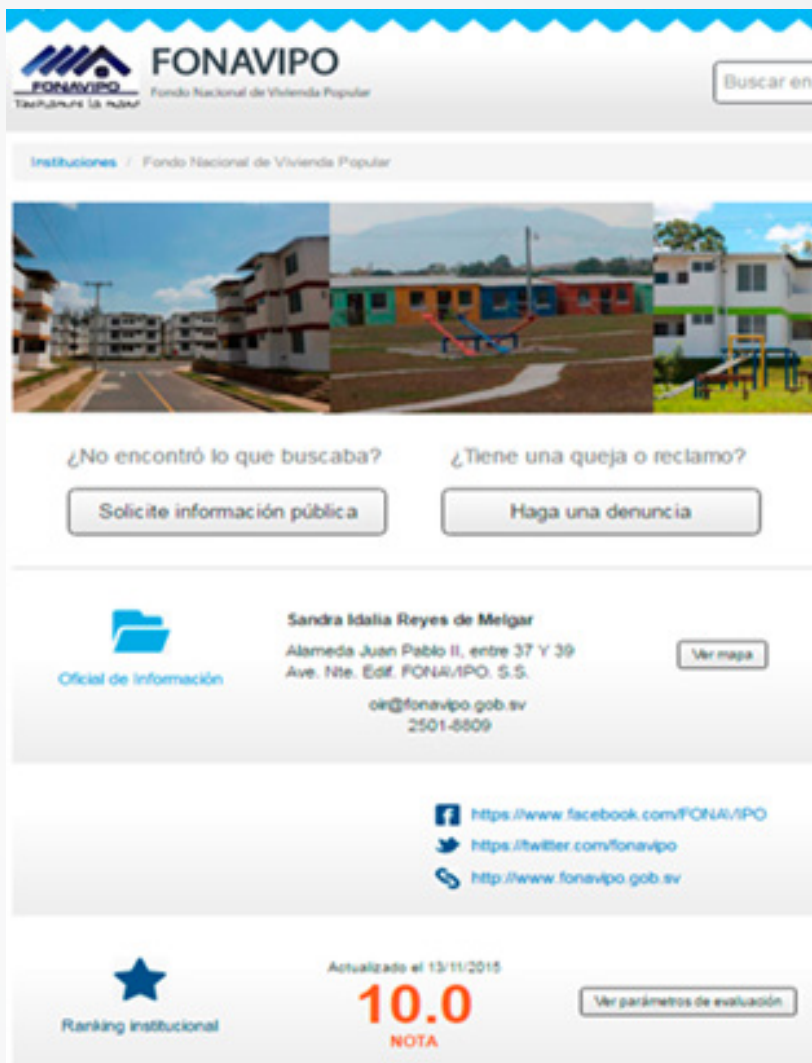 FONAVIPO
FONAVIPO
Fondo Nacional de Vivienda Popular
Buscar en
Instituciones / Fondo Nacional de Vivienda Popular
¿No encontró lo que buscaba?
¿Tiene una queja o reclamo?
Solicite información pública
Haga una denuncia
Oficial de Información
Sandra Idalia Reyes de Melgar
Alameda Juan Pablo II, entre 37 Y 39
Ave. Nte. Edif. FONAVIPO. S.S.
oir@fonavipo.gob.sv
2501-8809
Ver mapa
https://www.facebook.com/FONAVIPO
https://twitter.com/fonavipo
http://www.fonavipo.gob.sv
Ranking institucional
Actualizado el 13/11/2015
10.0
NOTA
Ver parámetros de evaluación